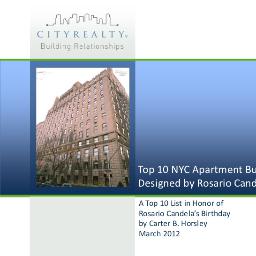 CITYREALTY
Building Relationships
Top 10 NYC Apartment Bu
Designed by Rosario Cand
A Top 10 List in Honor of
Rosario Candela's Birthday
by Carter B. Horsley
March 2012